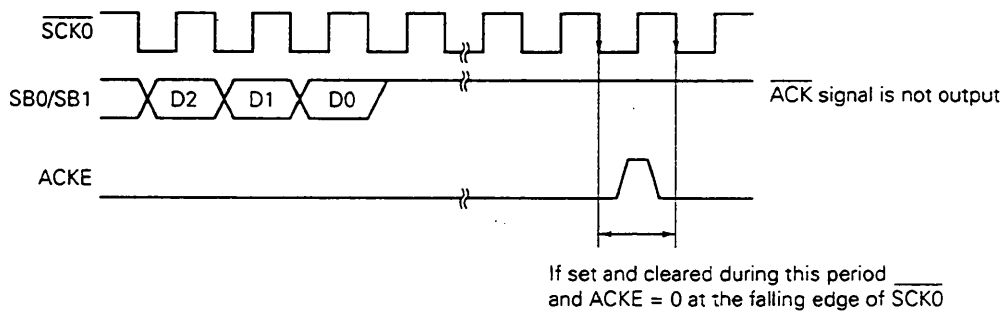 SCK0
SB0/SB1
D2
D1
D0
ACK signal is not output
ACKE
If set and cleared during this period
and ACKE = 0 at the falling edge of SCK0